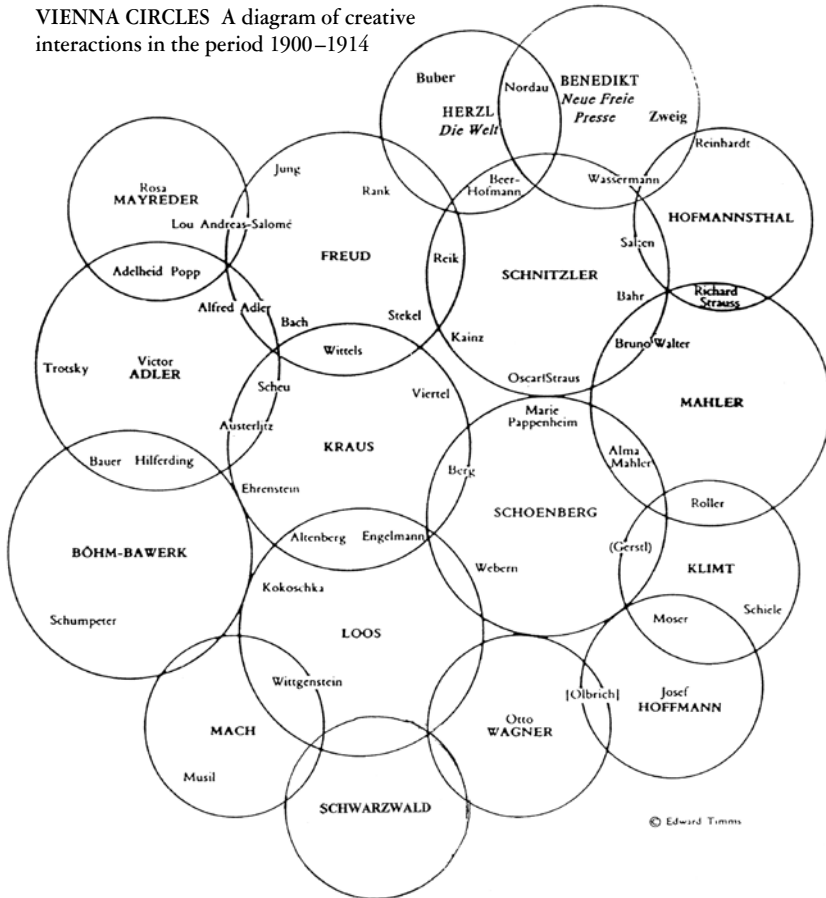 VIENNA CIRCLES A diagram of creative
interactions in the period 1900–1914
Buber
HERZL
Die Welt
Nordau
BENEDIKT
Neue Freie
Presse
Zweig
Reinhardt
Rosa
MAYREDER
Jung
Rank
Beer-
Hofmann
Wassermann
HOFMANNSTHAL
Lou Andreas-Salomé
FREUD
Reik
SCHNITZLER
Salten
Adelheid Popp
Alfred Adler
Bach
Stekel
Kainz
Bahr
Richard
Strauss
Trotsky
Victor
ADLER
Wittels
Bruno Walter
Scheu
Viertel
Oscar Straus
MAHLER
Austerlitz
KRAUS
Marie
Pappenheim
Bauer
Hilferding
Ehrenstein
Berg
Alma
Mahler
Roller
BÖHM-BAWERK
Altenberg
Engelmann
SCHOENBERG
(Gerstl)
KLIMT
Kokoschka
Webern
Schumpeter
LOOS
Moser
Schiele
Wittgenstein
MACH
Musil
Otto
WAGNER
[Olbrich]
Josef
HOFFMANN
SCHWARZWALD
© Edward Timms